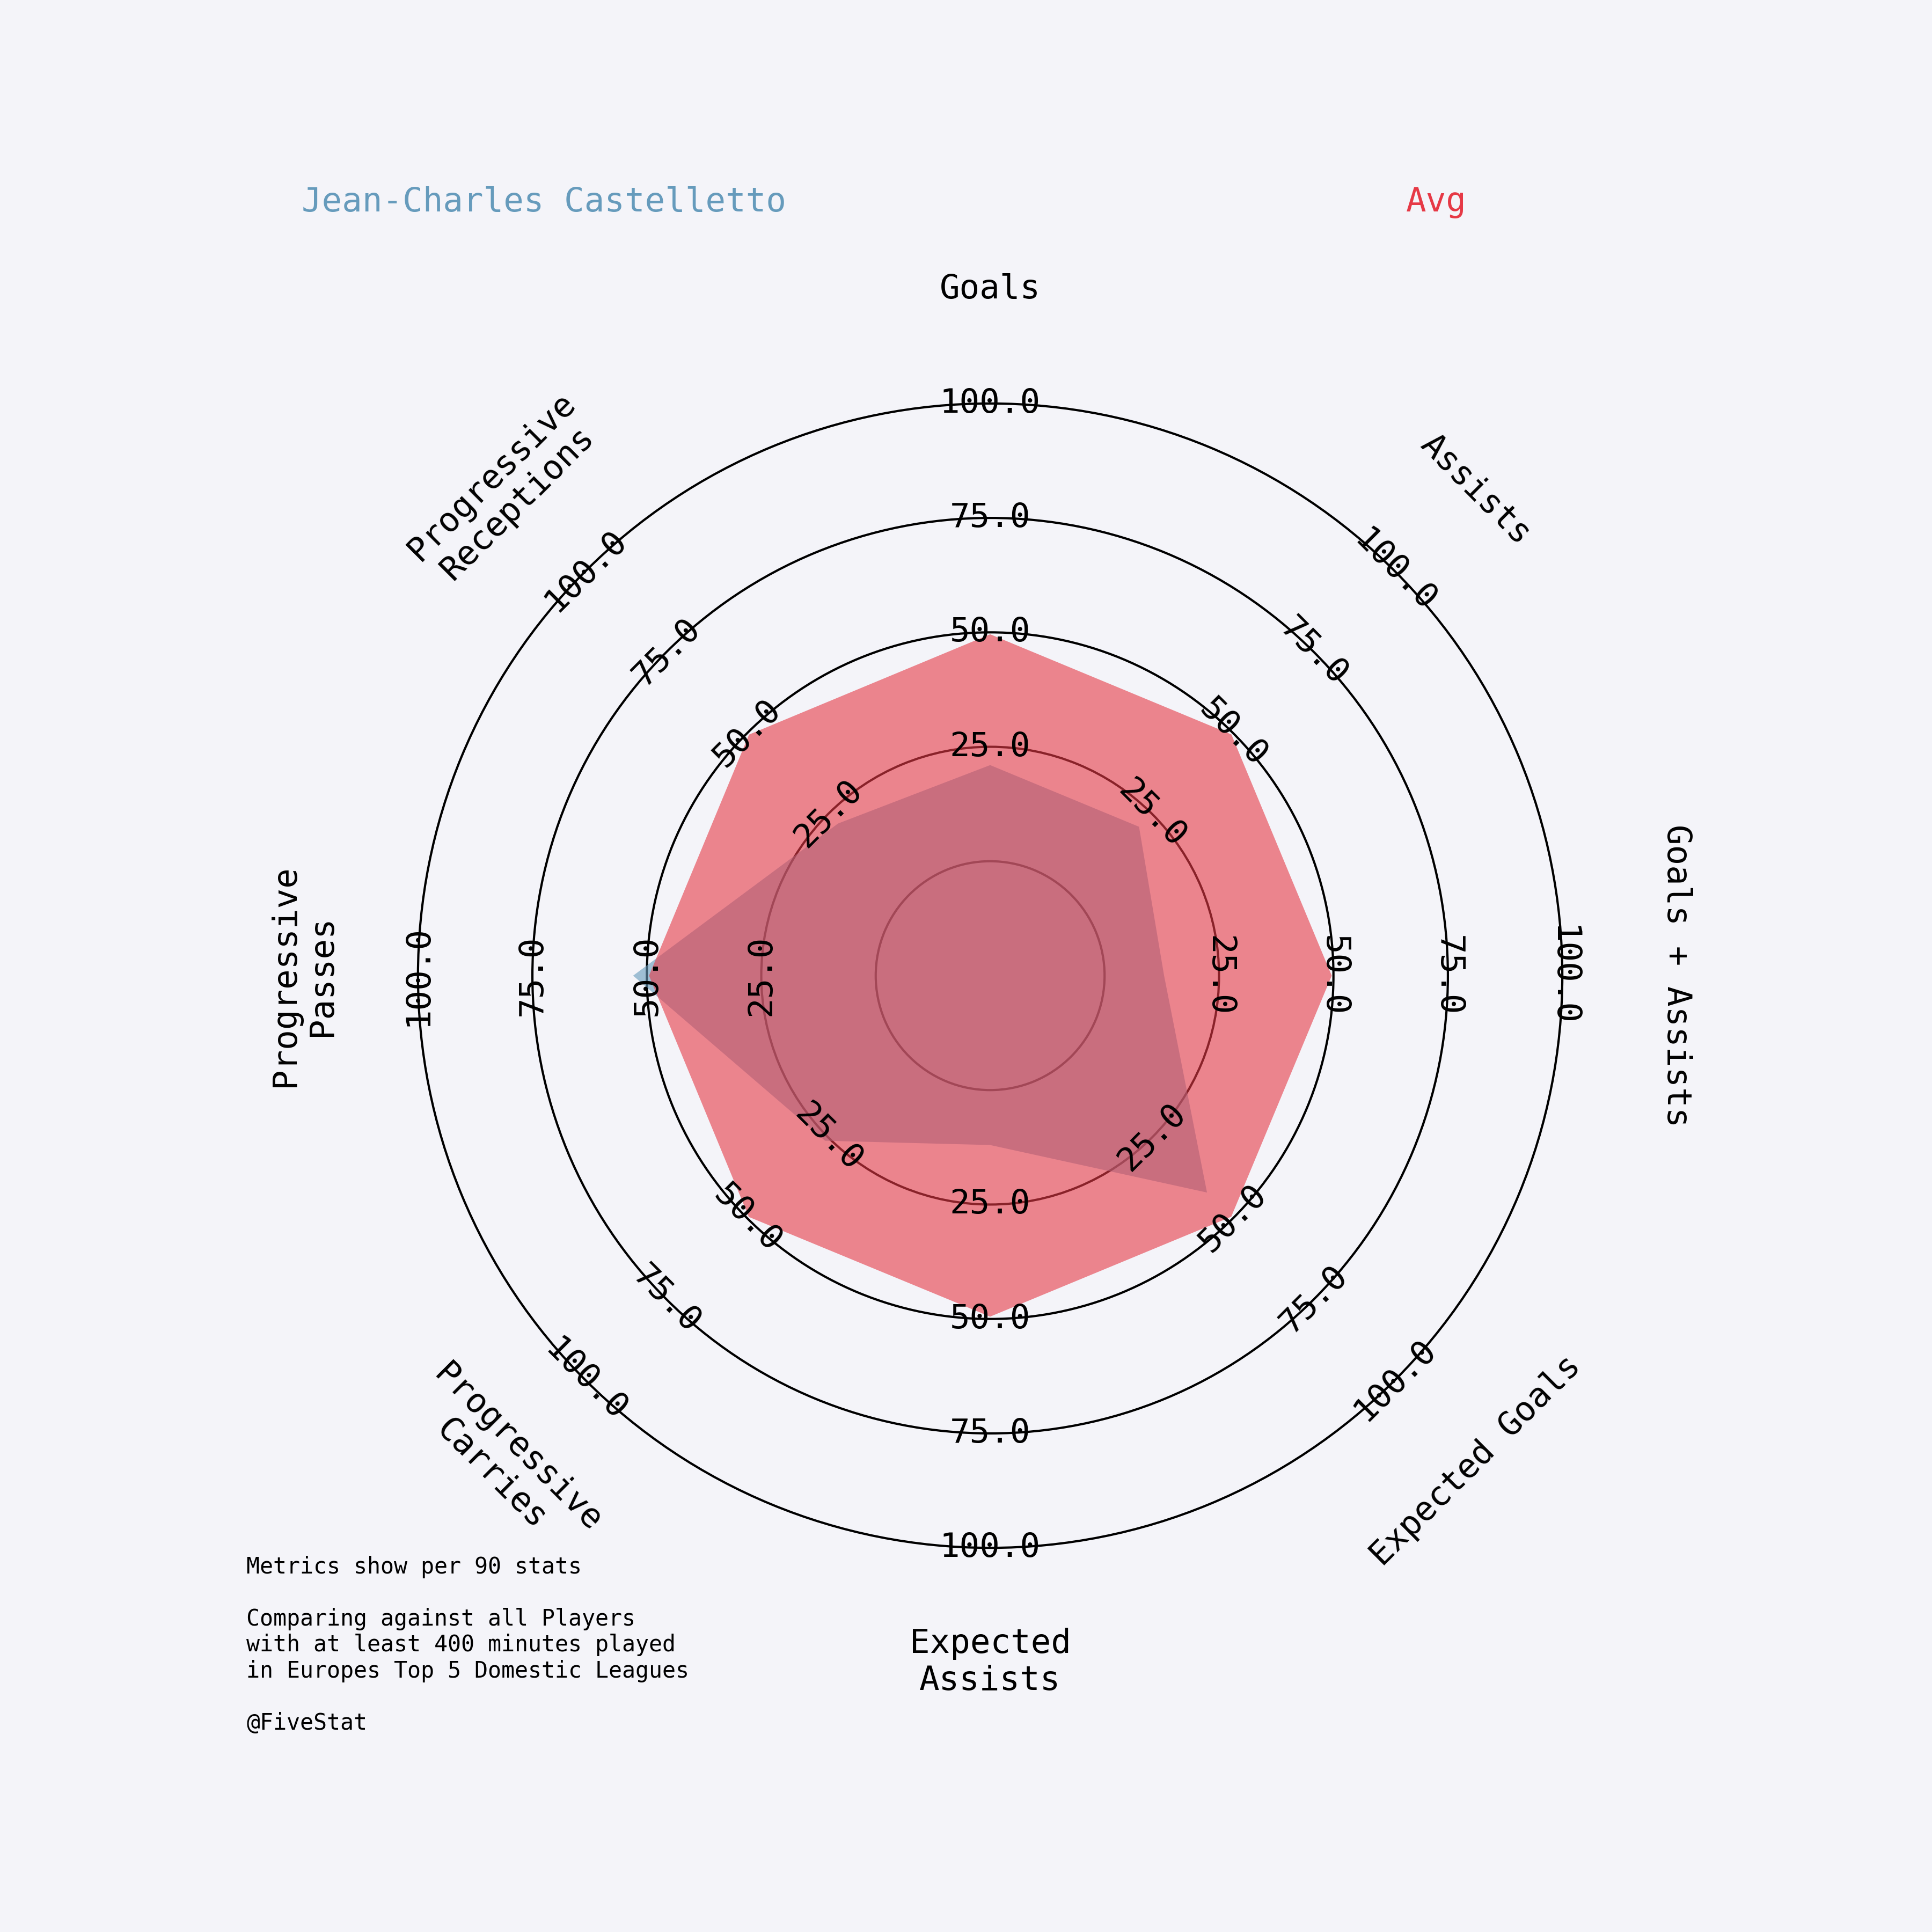 Jean-Charles Castelletto
Avg
Goals
Assists
Goals + Assists
Expected Goals
Expected
Assists
Progressive
Carries
Progressive
Passes
Progressive
Receptions
25.0
50.0
75.0
100.0
25.0
50.0
75.0
100.0
25.0
50.0
75.0
100.0
25.0
50.0
75.0
100.0
25.0
50.0
75.0
100.0
25.0
50.0
75.0
100.0
25.0
50.0
75.0
100.0
25.0
50.0
75.0
100.0
Metrics show per 90 stats
Comparing against all Players
with at least 400 minutes played
in Europes Top 5 Domestic Leagues
@FiveStat